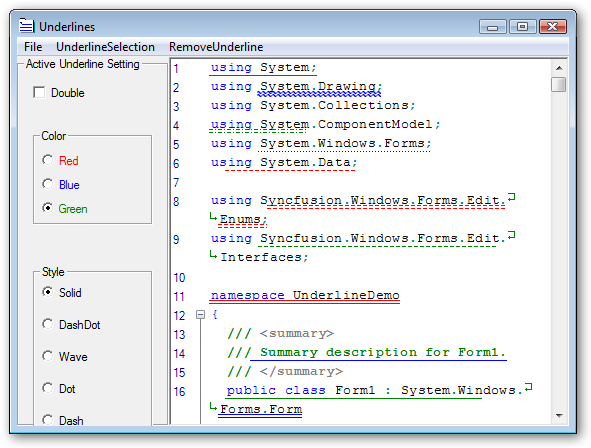 Underlines
File UnderlineSelection RemoveUnderline
Active Underline Setting
Double
Color
Red
Blue
Green
Style
Solid
DashDot
Wave
Dot
Dash
1 using System;
2 using System.Drawing;
3 using System.Collections;
4 using System.ComponentModel;
5 using System.Windows.Forms;
6 using System.Data;
7
8 using Syncfusion.Windows.Forms.Edit.
Enums;
9 using Syncfusion.Windows.Forms.Edit.
Interfaces;
10
11 namespace UnderlineDemo
12 {
13 /// <summary>
14 /// Summary description for Form1.
15 /// </summary>
16 public class Form1 : System.Windows.
Forms.Form